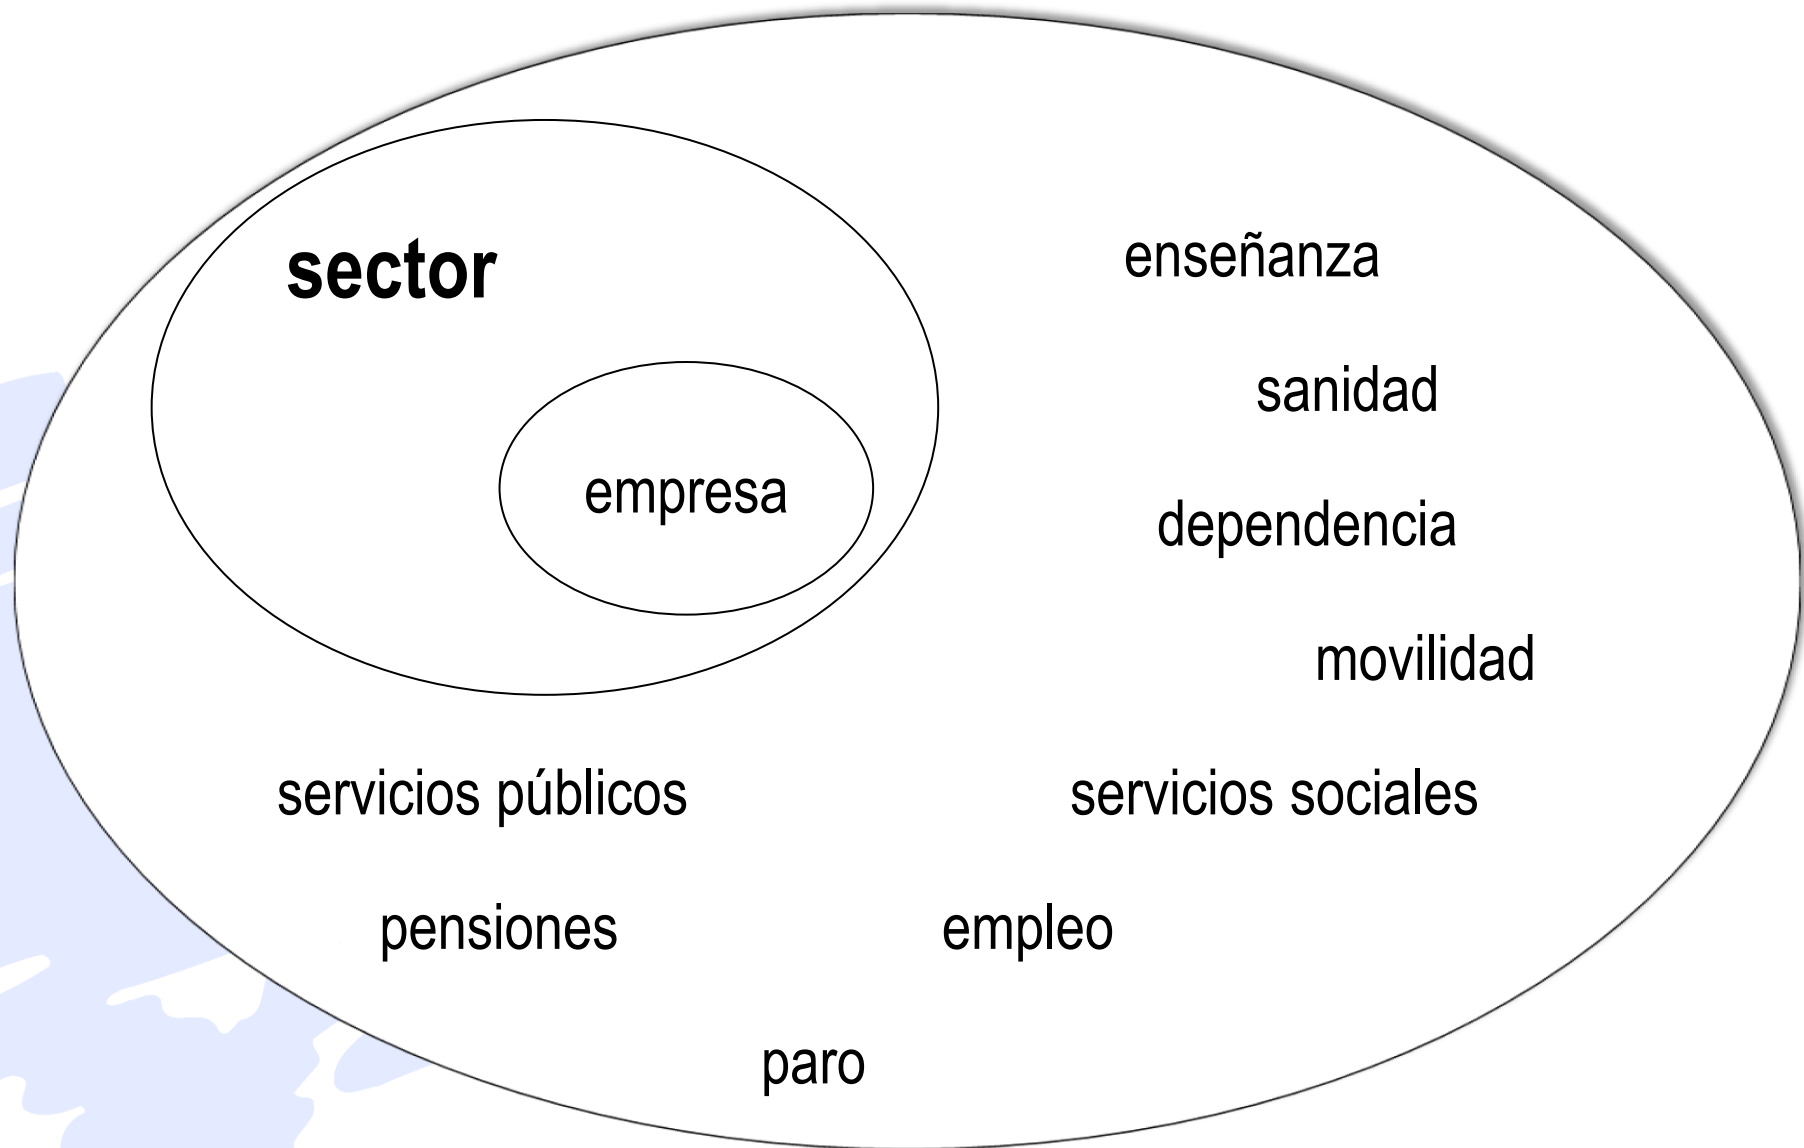 sector
enseñanza
sanidad
empresa
dependencia
movilidad
servicios públicos
servicios sociales
pensiones
empleo
paro